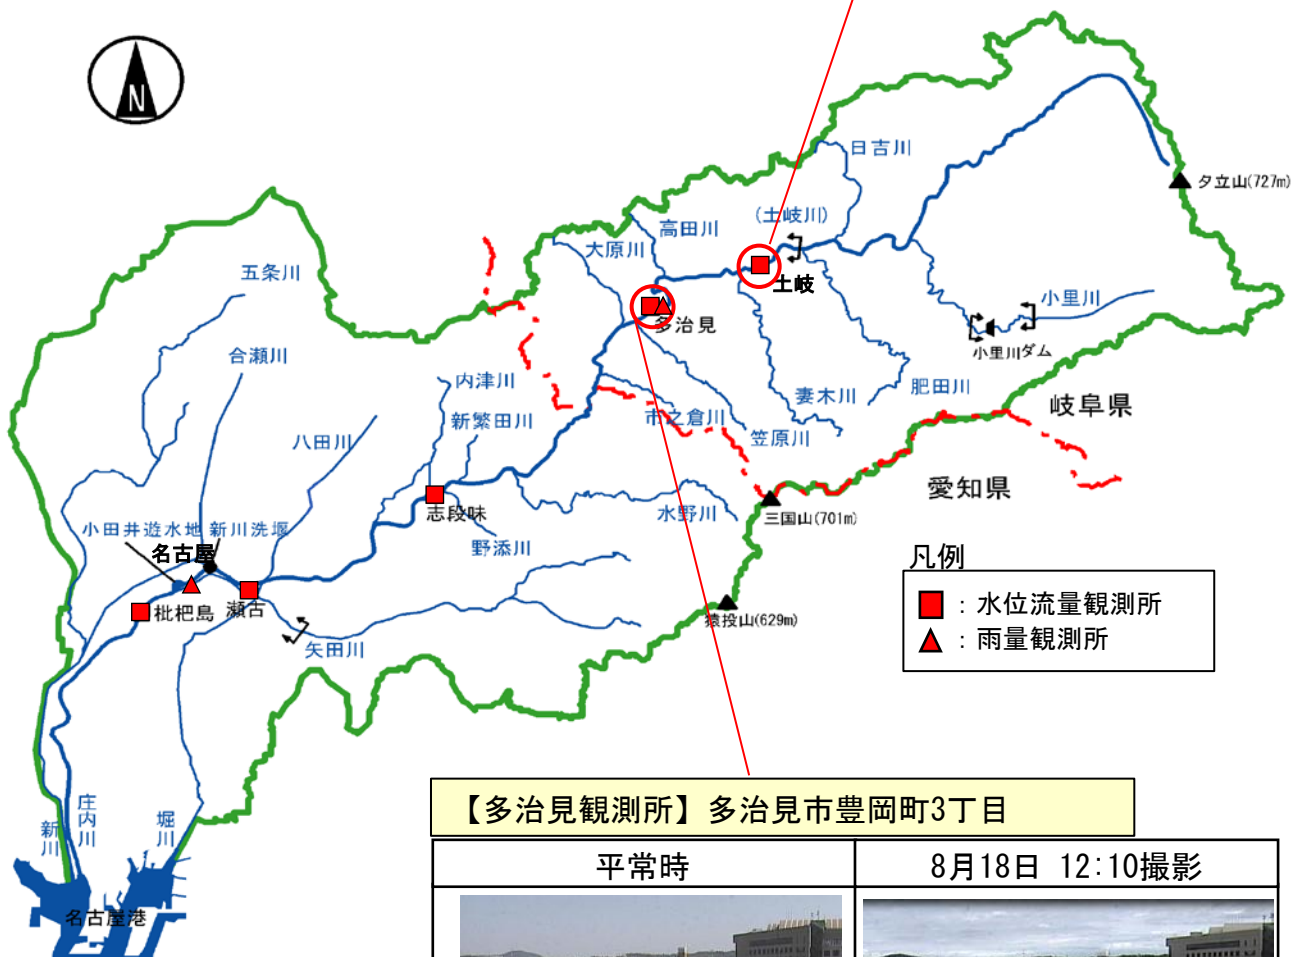 N
日吉川
夕立山(727m)
(土岐川)
高田川
大原川
五条川
土岐
小里川
多治見
小里川ダム
合瀬川
内津川
肥田川
妻木川
岐阜県
新繁田川
市之倉川
八田川
笠原川
愛知県
志段味
水野川
三国山(701m)
小田井遊水地 新川洗堰
野添川
名古屋
凡例
：水位流量観測所
枇杷島
瀬古
猿投山(629m)
：雨量観測所
矢田川
【多治見観測所】多治見市豊岡町3丁目
新川
庄内川
堀川
平常時
8月18日 12:10撮影
名古屋港